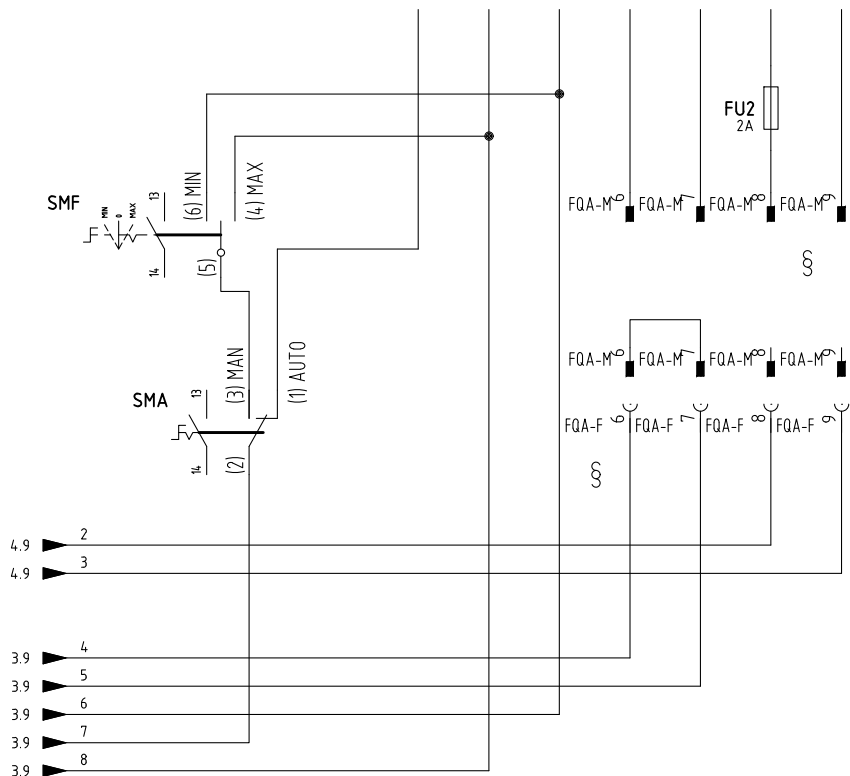 FU2
2A
13
(6) MIN
(4) MAX
SMF
MIN
0
MAX
14
(5)
FQA-M 6
FQA-M 7
FQA-M 8
FQA-M 9
§
FQA-M 6
FQA-M 7
FQA-M 8
FQA-M 9
13
(3) MAN
(1) AUTO
SMA
14
(2)
FQA-F 6
FQA-F 7
FQA-F 8
FQA-F 9
§
4.9 2
4.9 3
3.9 4
3.9 5
3.9 6
3.9 7
3.9 8